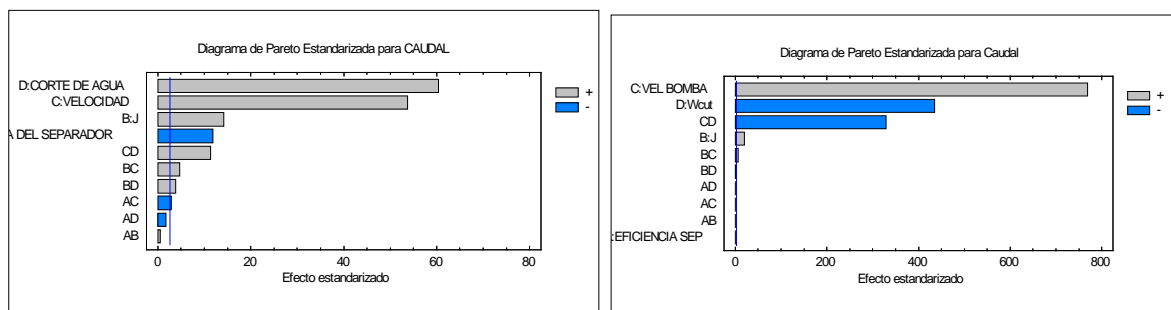 Diagrama de Pareto Estandarizada para CAUDAL
D:CORTE DE AGUA
C:VELOCIDAD
B:J
A DEL SEPARADOR
CD
BC
BD
AC
AD
AB
0 20 40 60 80
Efecto estandarizado
+
-
Diagrama de Pareto Estandarizada para Caudal
C:VEL BOMBA
D:Wcut
CD
B:J
BC
BD
AD
AC
AB
:EFICIENCIA SEP
0 200 400 600 800
Efecto estandarizado
+
-